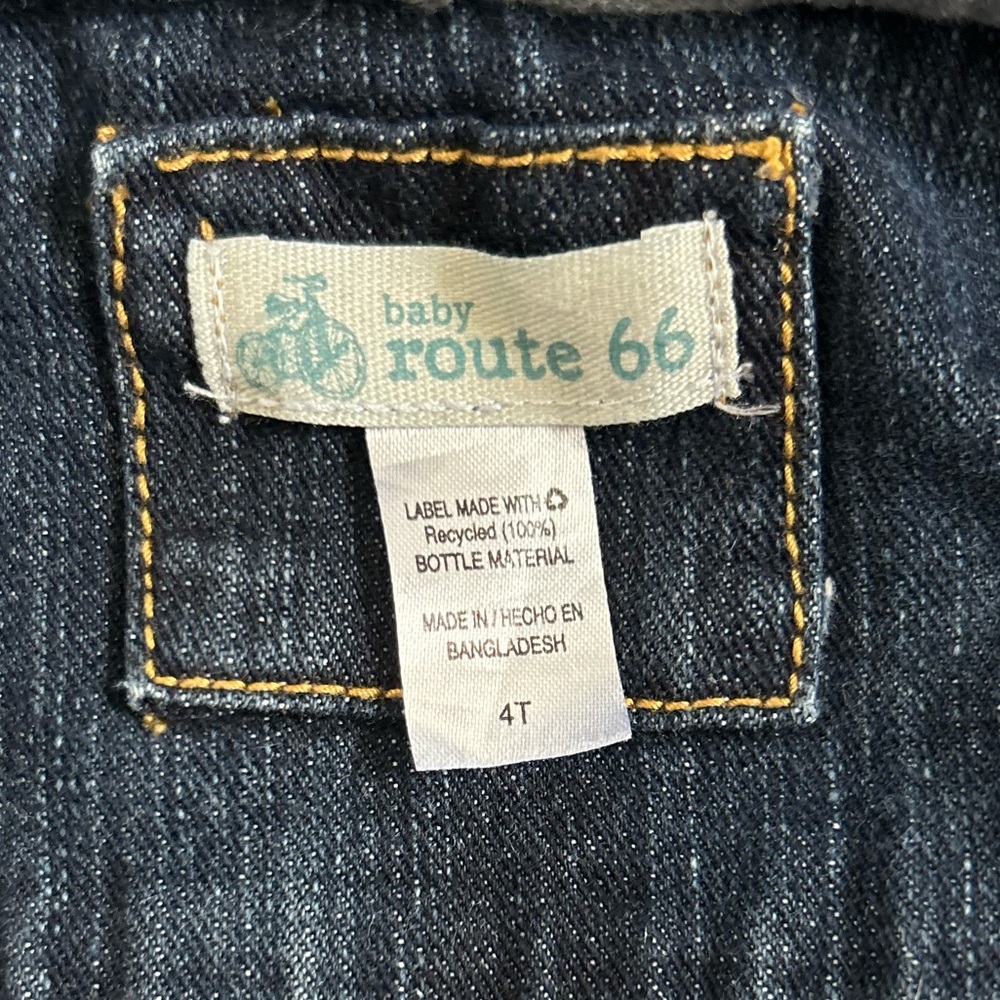 baby
route 66
LABEL MADE WITH
Recycled (100%)
BOTTLE MATERIAL
MADE IN / HECHO EN
BANGLADESH
4T